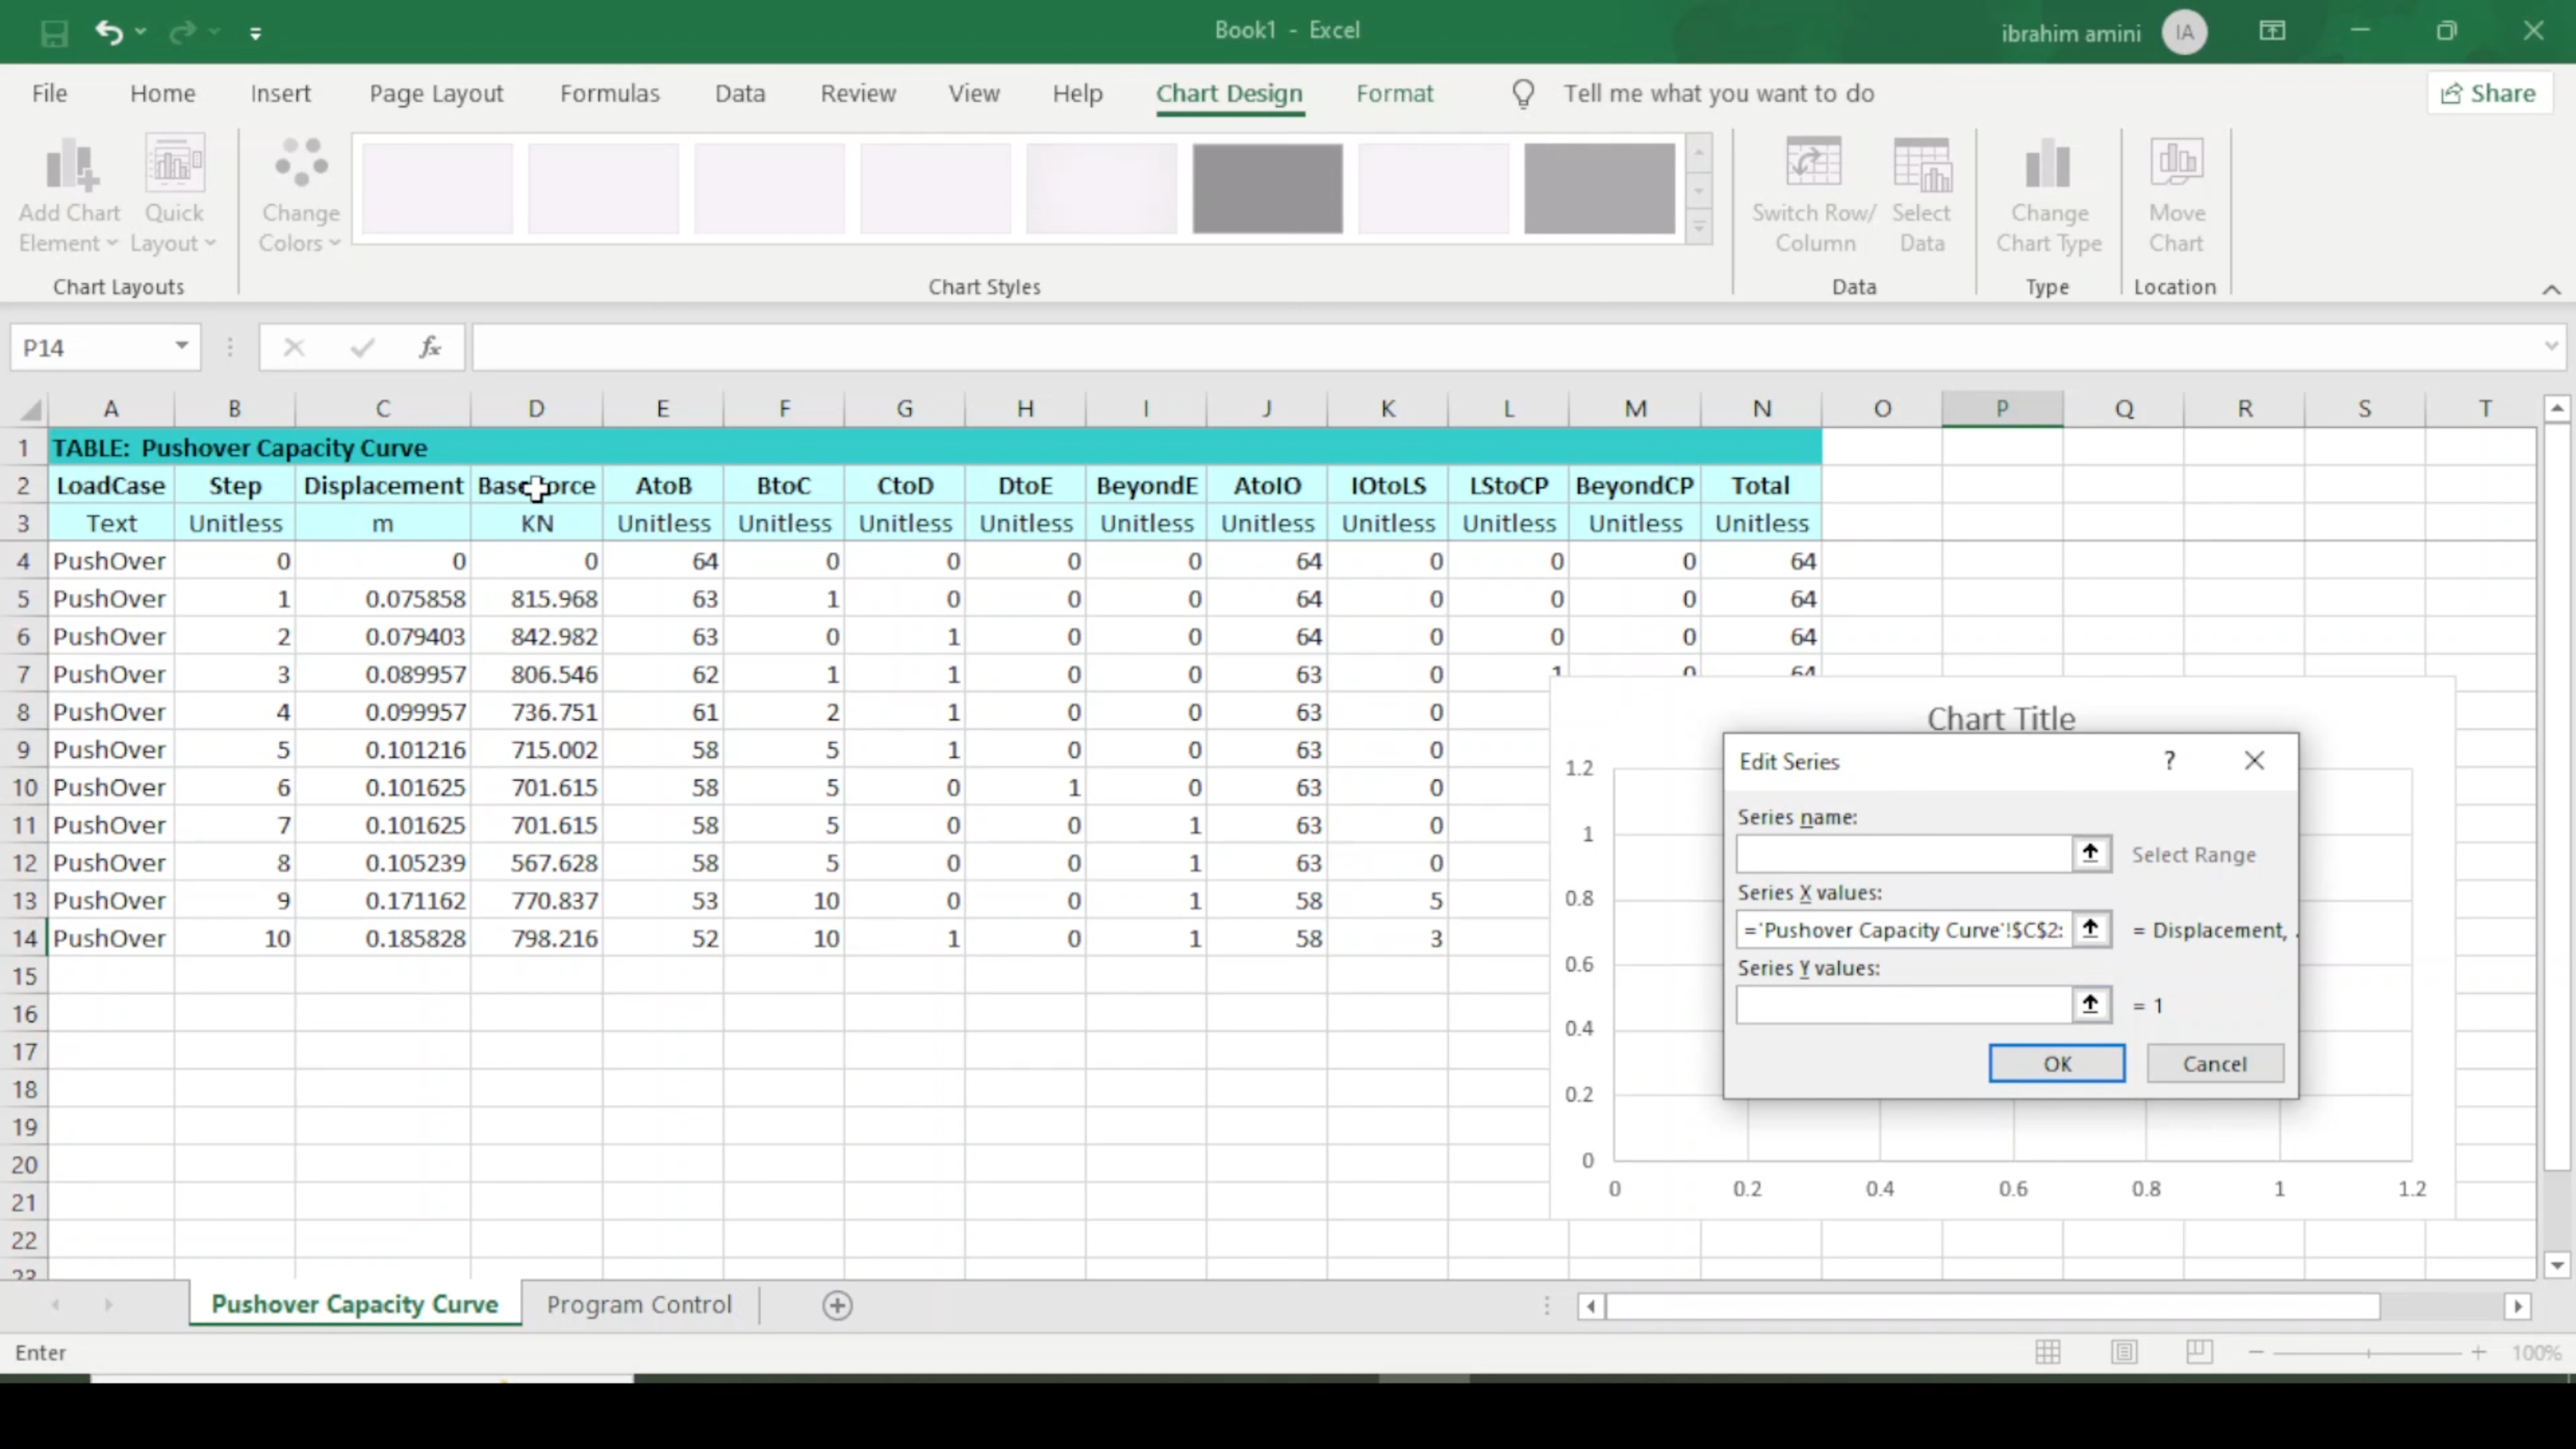 Book1 - Excel
ibrahim amini IA
File Home Insert Page Layout Formulas Data Review View Help Chart Design Format Tell me what you want to do Share
Add Chart Element Quick Layout Change Colors Switch Row/ Column Select Data Change Chart Type Move Chart
Chart Layouts Chart Styles Data Type Location
P14 fx
A B C D E F G H I J K L M N O P Q R S T
1 TABLE: Pushover Capacity Curve
2 LoadCase Step Displacement AtoB BtoC CtoD DtoE BeyondE AtoIO IOtoLS LStoCP BeyondCP Total
3 Text Unitless m KN Unitless Unitless Unitless Unitless Unitless Unitless Unitless Unitless Unitless Unitless
4 PushOver 0 0 0 64 0 0 0 0 64 0 0 0 64
5 PushOver 1 0.075858 815.968 63 1 0 0 0 64 0 0 0 64
6 PushOver 2 0.079403 842.982 63 0 1 0 0 64 0 0 0 64
7 PushOver 3 0.089957 806.546 62 1 1 0 0 63 0 1 0 64
8 PushOver 4 0.099957 736.751 61 2 1 0 0 63 0
9 PushOver 5 0.101216 715.002 58 5 1 0 0 63 0
10 PushOver 6 0.101625 701.615 58 5 0 1 0 63 0
11 PushOver 7 0.101625 701.615 58 5 0 0 1 63 0
12 PushOver 8 0.105239 567.628 58 5 0 0 1 63 0
13 PushOver 9 0.171162 770.837 53 10 0 0 1 58 5
14 PushOver 10 0.185828 798.216 52 10 1 0 1 58 3
15
16
17
18
19
20
21
22
23
Chart Title
1.2
1
0.8
0.6
0.4
0.2
0
0 0.2 0.4 0.6 0.8 1 1.2
Edit Series ?
Series name:
Select Range
Series X values:
='Pushover Capacity Curve'!$C$2: = Displacement,
Series Y values:
= 1
OK Cancel
Pushover Capacity Curve Program Control
Enter 100%